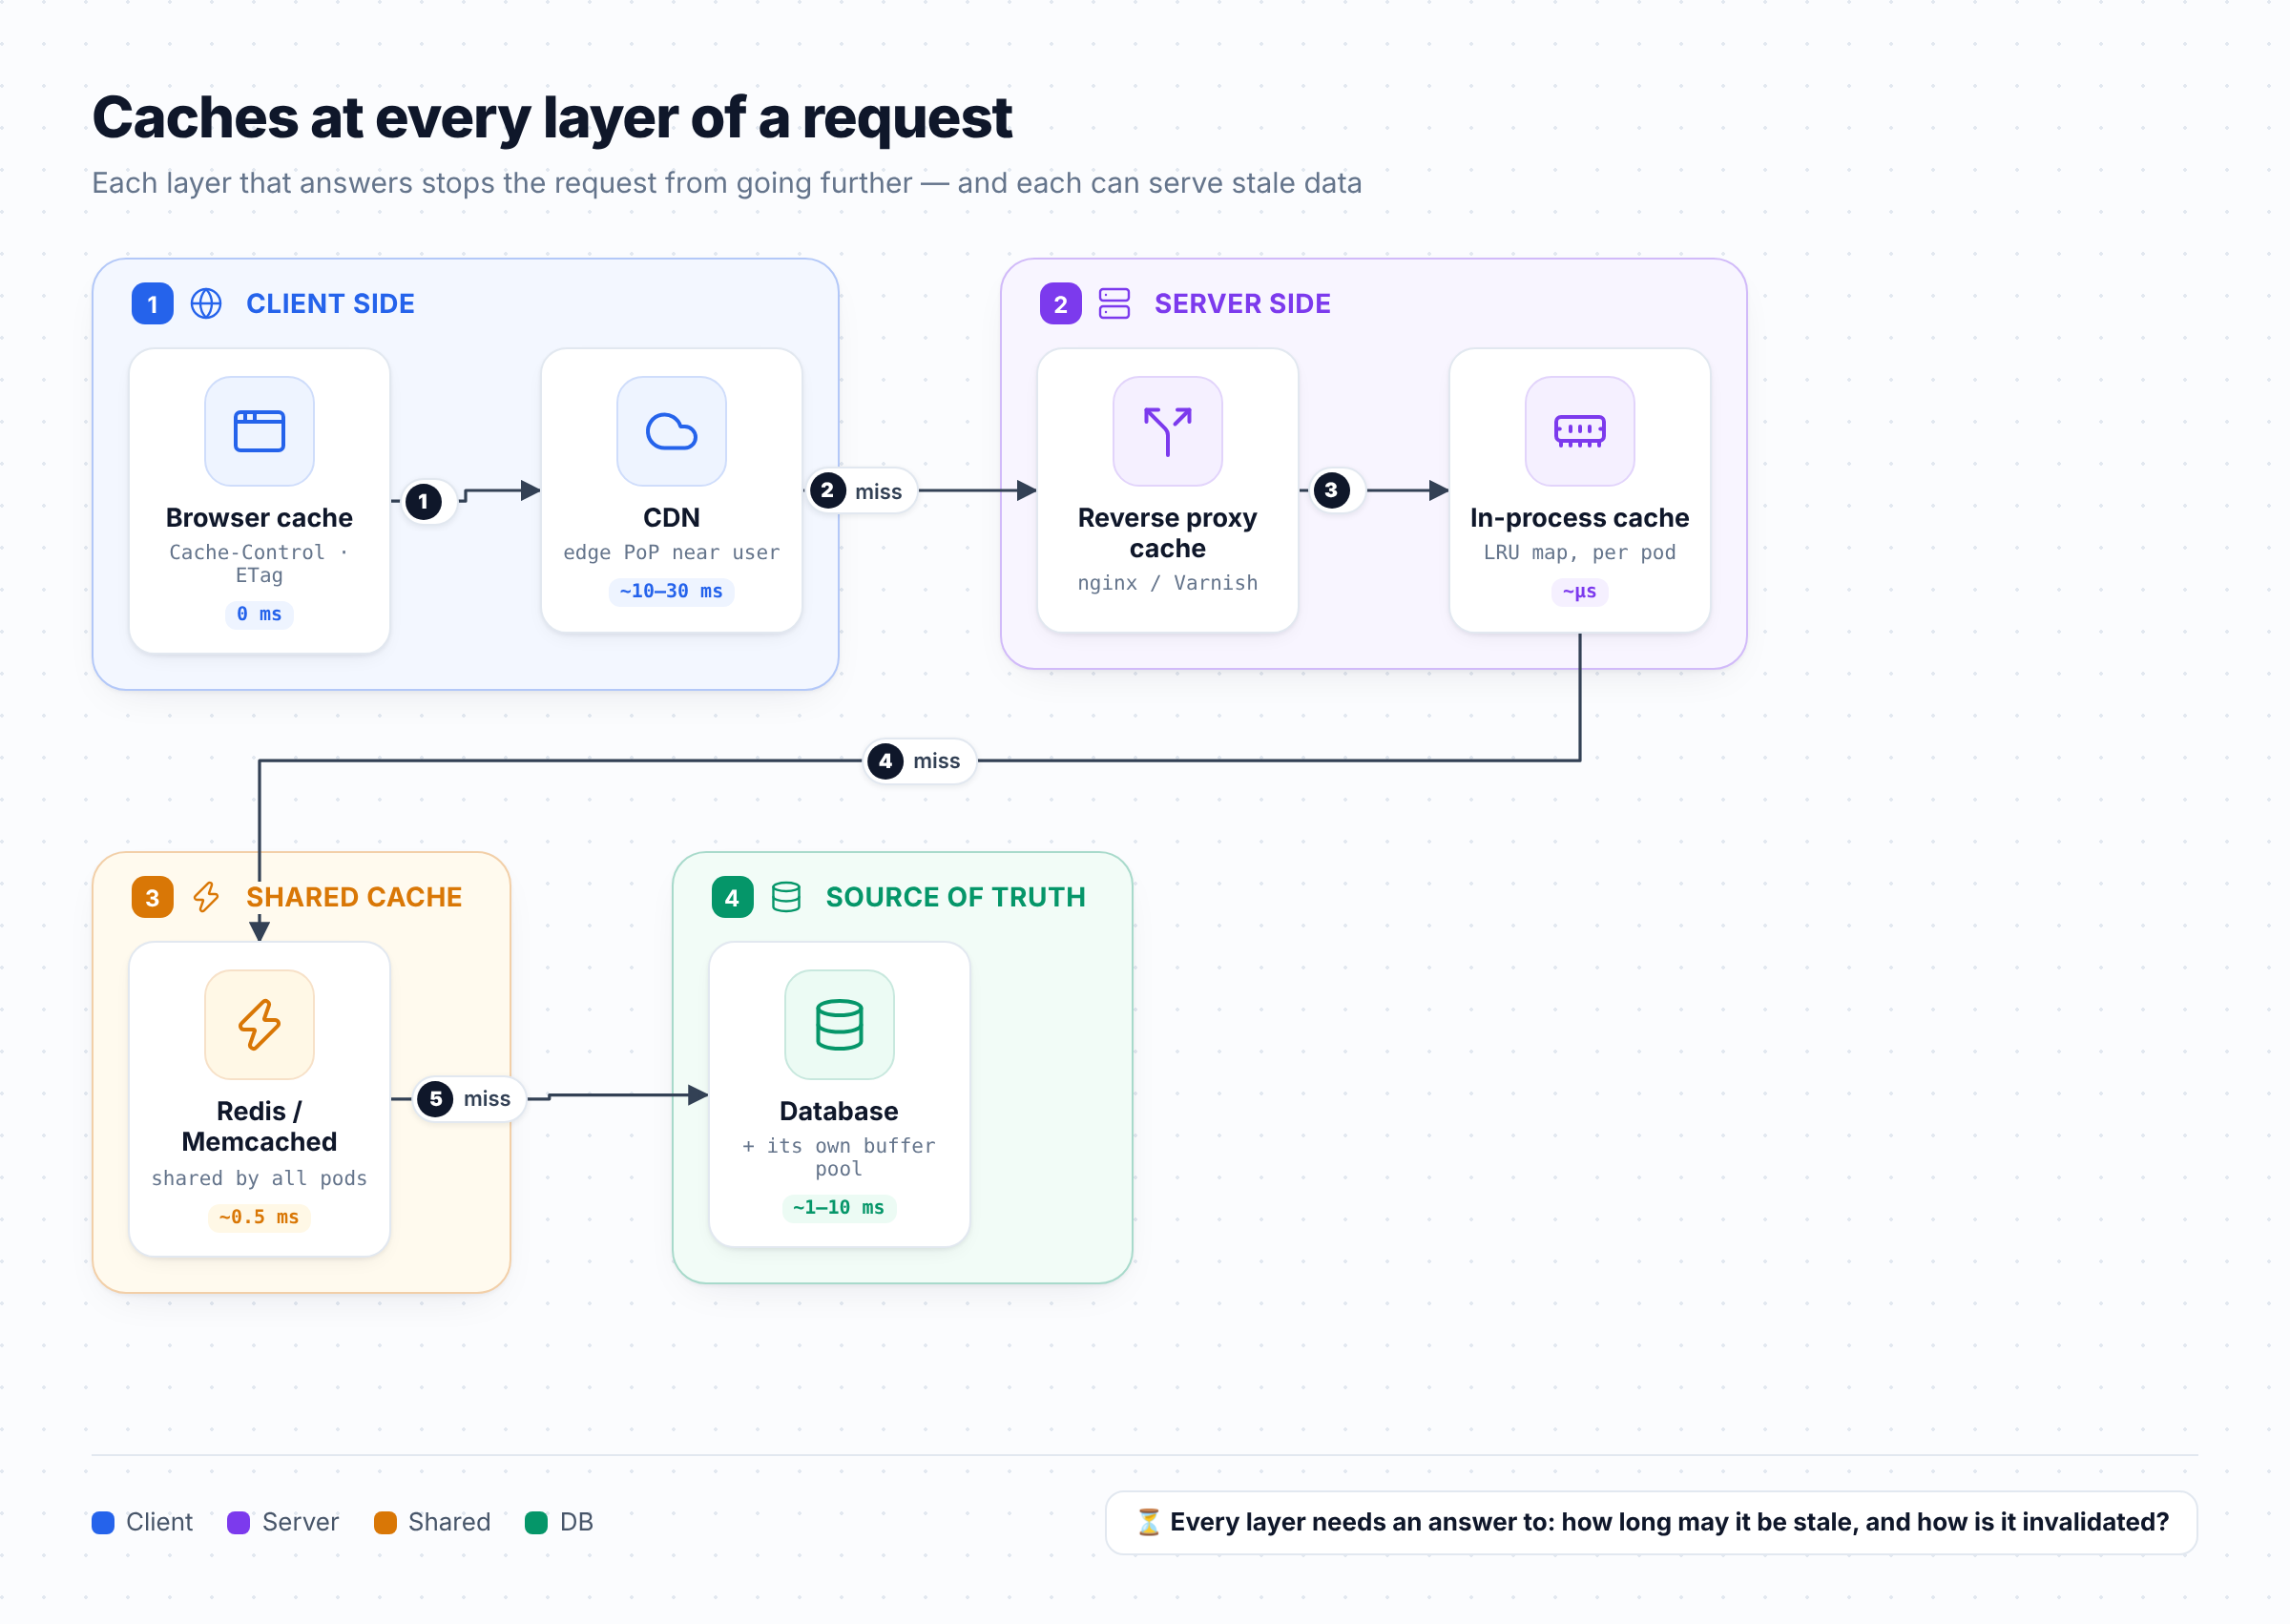 Caches at every layer of a request
Each layer that answers stops the request from going further — and each can serve stale data
1 CLIENT SIDE
Browser cache
Cache-Control ·
ETag
0 ms
1
CDN
edge PoP near user
~10–30 ms
2 miss
2 SERVER SIDE
Reverse proxy
cache
nginx / Varnish
3
In-process cache
LRU map, per pod
~µs
4 miss
3 SHARED CACHE
Redis /
Memcached
shared by all pods
~0.5 ms
5 miss
4 SOURCE OF TRUTH
Database
+ its own buffer
pool
~1–10 ms
Client Server Shared DB
⏳ Every layer needs an answer to: how long may it be stale, and how is it invalidated?